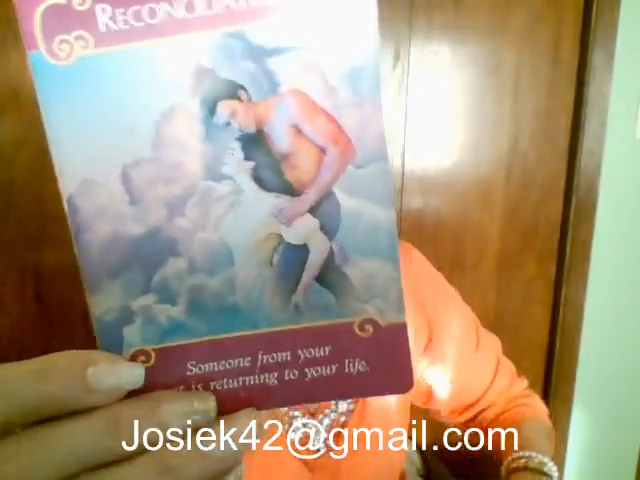 RECONCILIATION
Someone from your
is returning to your life.
Josiek42@gmail.com